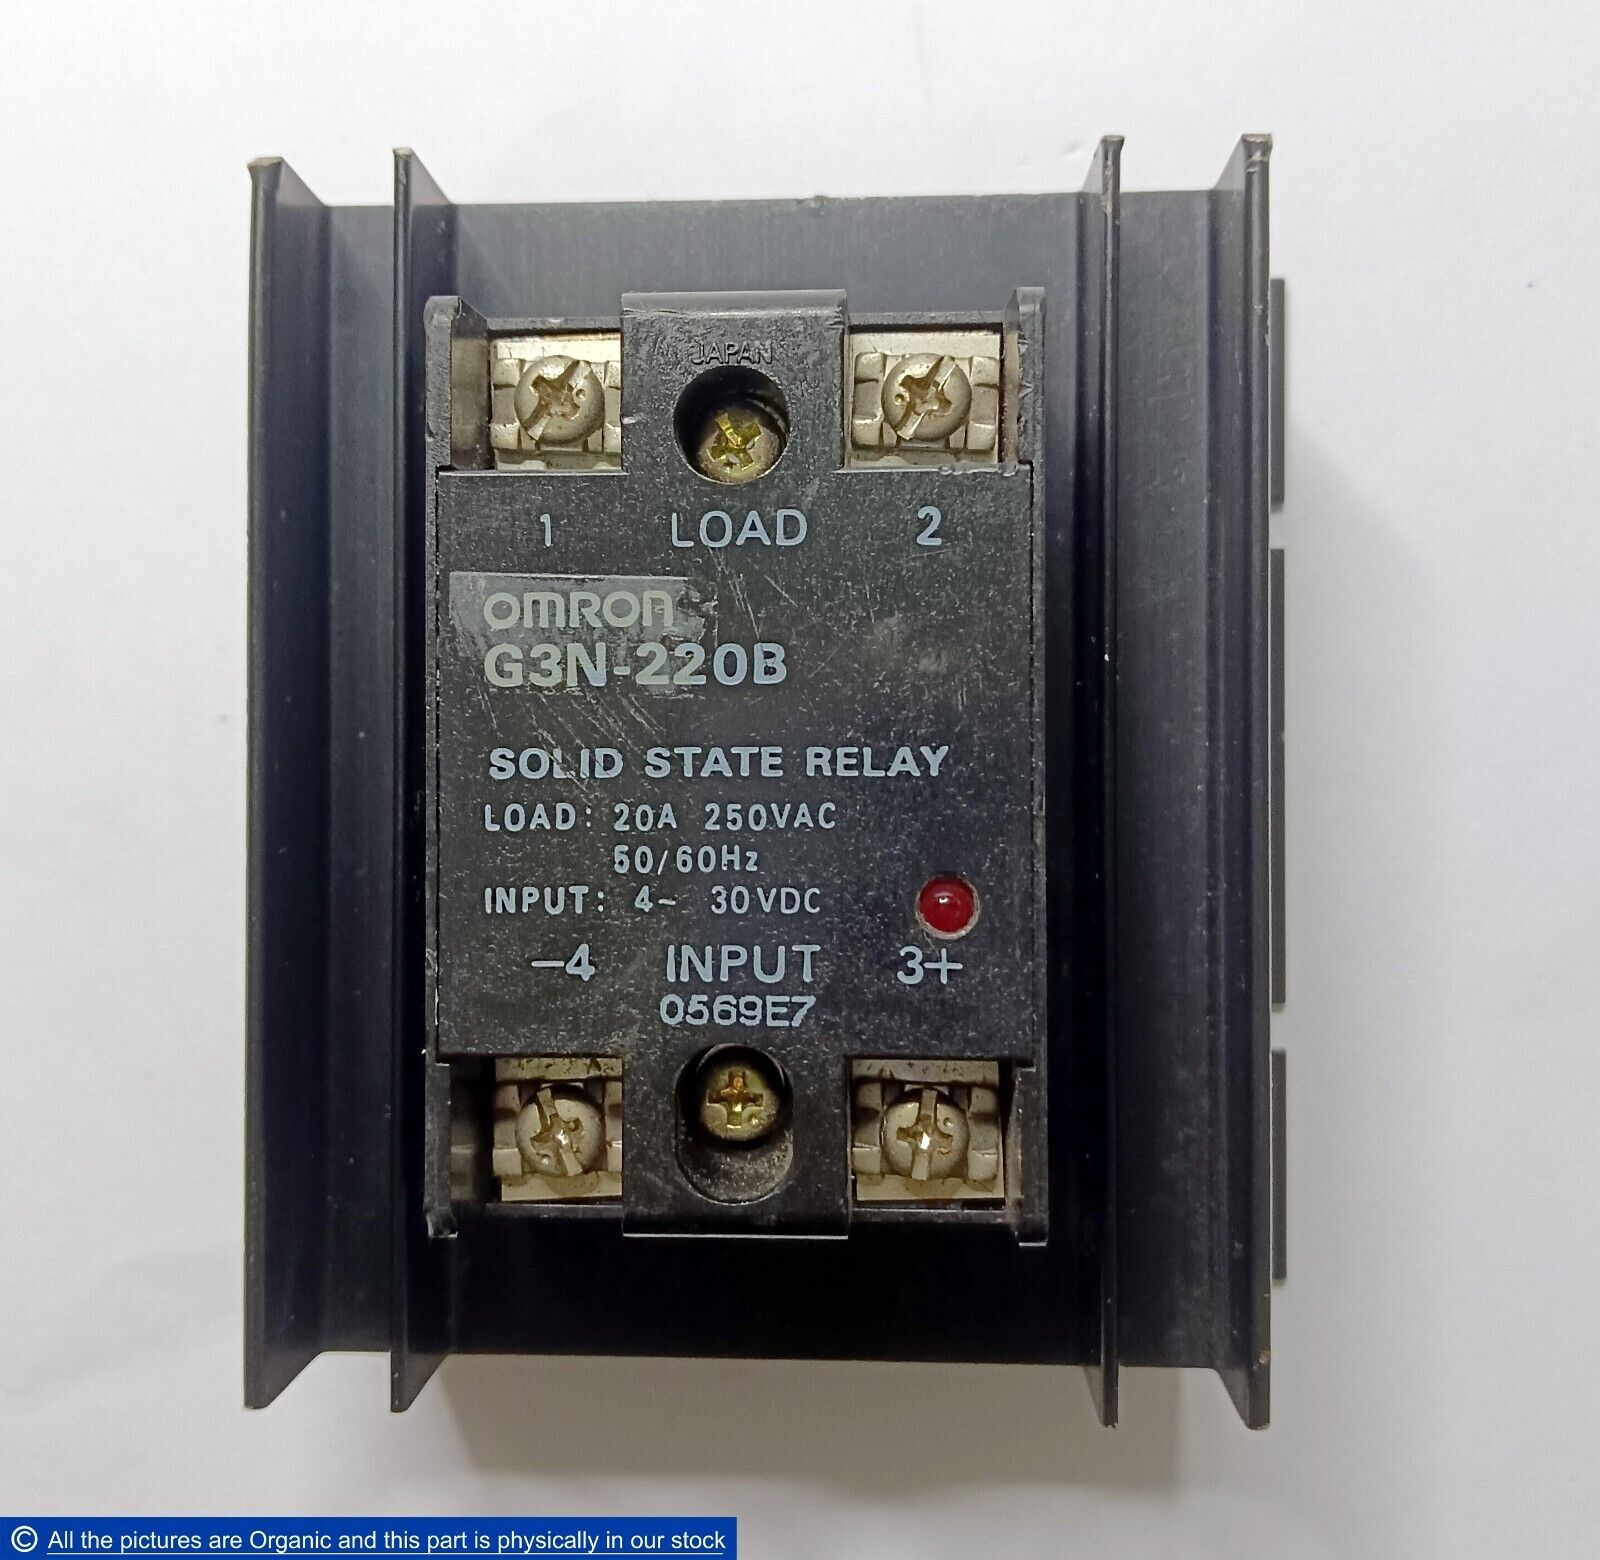 JAPAN
1 LOAD 2
OMRON
G3N-220B
SOLID STATE RELAY
LOAD: 20A 250VAC
50/60Hz
INPUT: 4~ 30VDC
-4 INPUT 3+
0569E7
© All the pictures are Organic and this part is physically in our stock